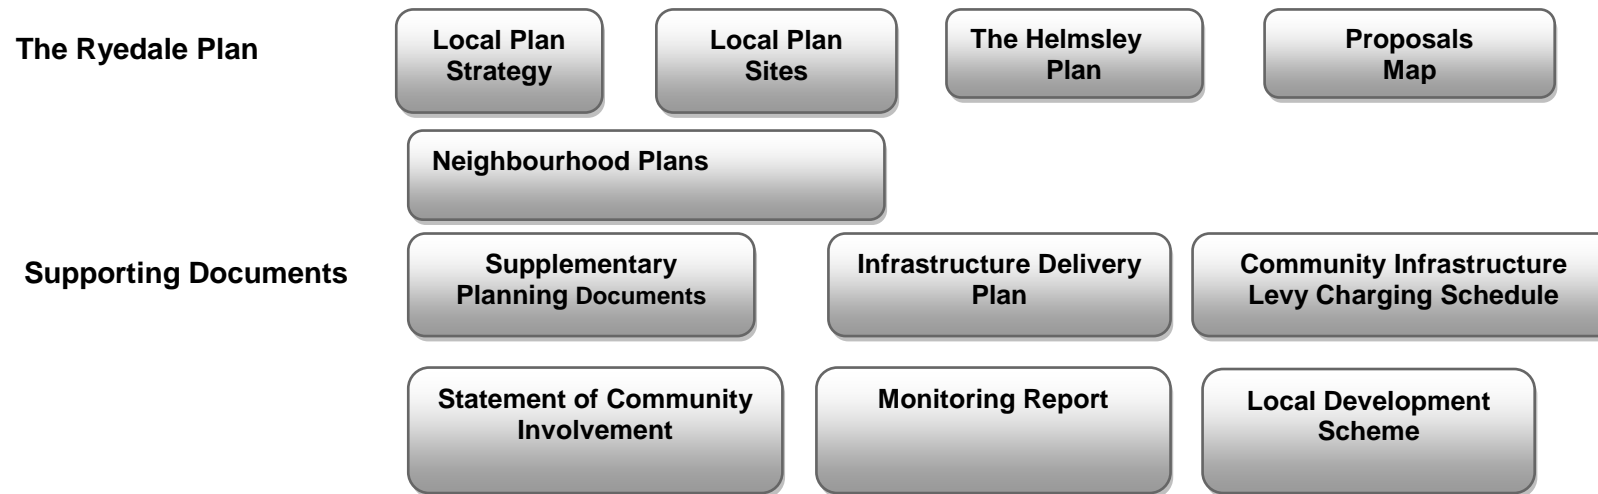 The Ryedale Plan
Local Plan
Strategy
Local Plan
Sites
The Helmsley
Plan
Proposals
Map
Neighbourhood Plans
Supporting Documents
Supplementary
Planning Documents
Infrastructure Delivery
Plan
Community Infrastructure
Levy Charging Schedule
Statement of Community
Involvement
Monitoring Report
Local Development
Scheme